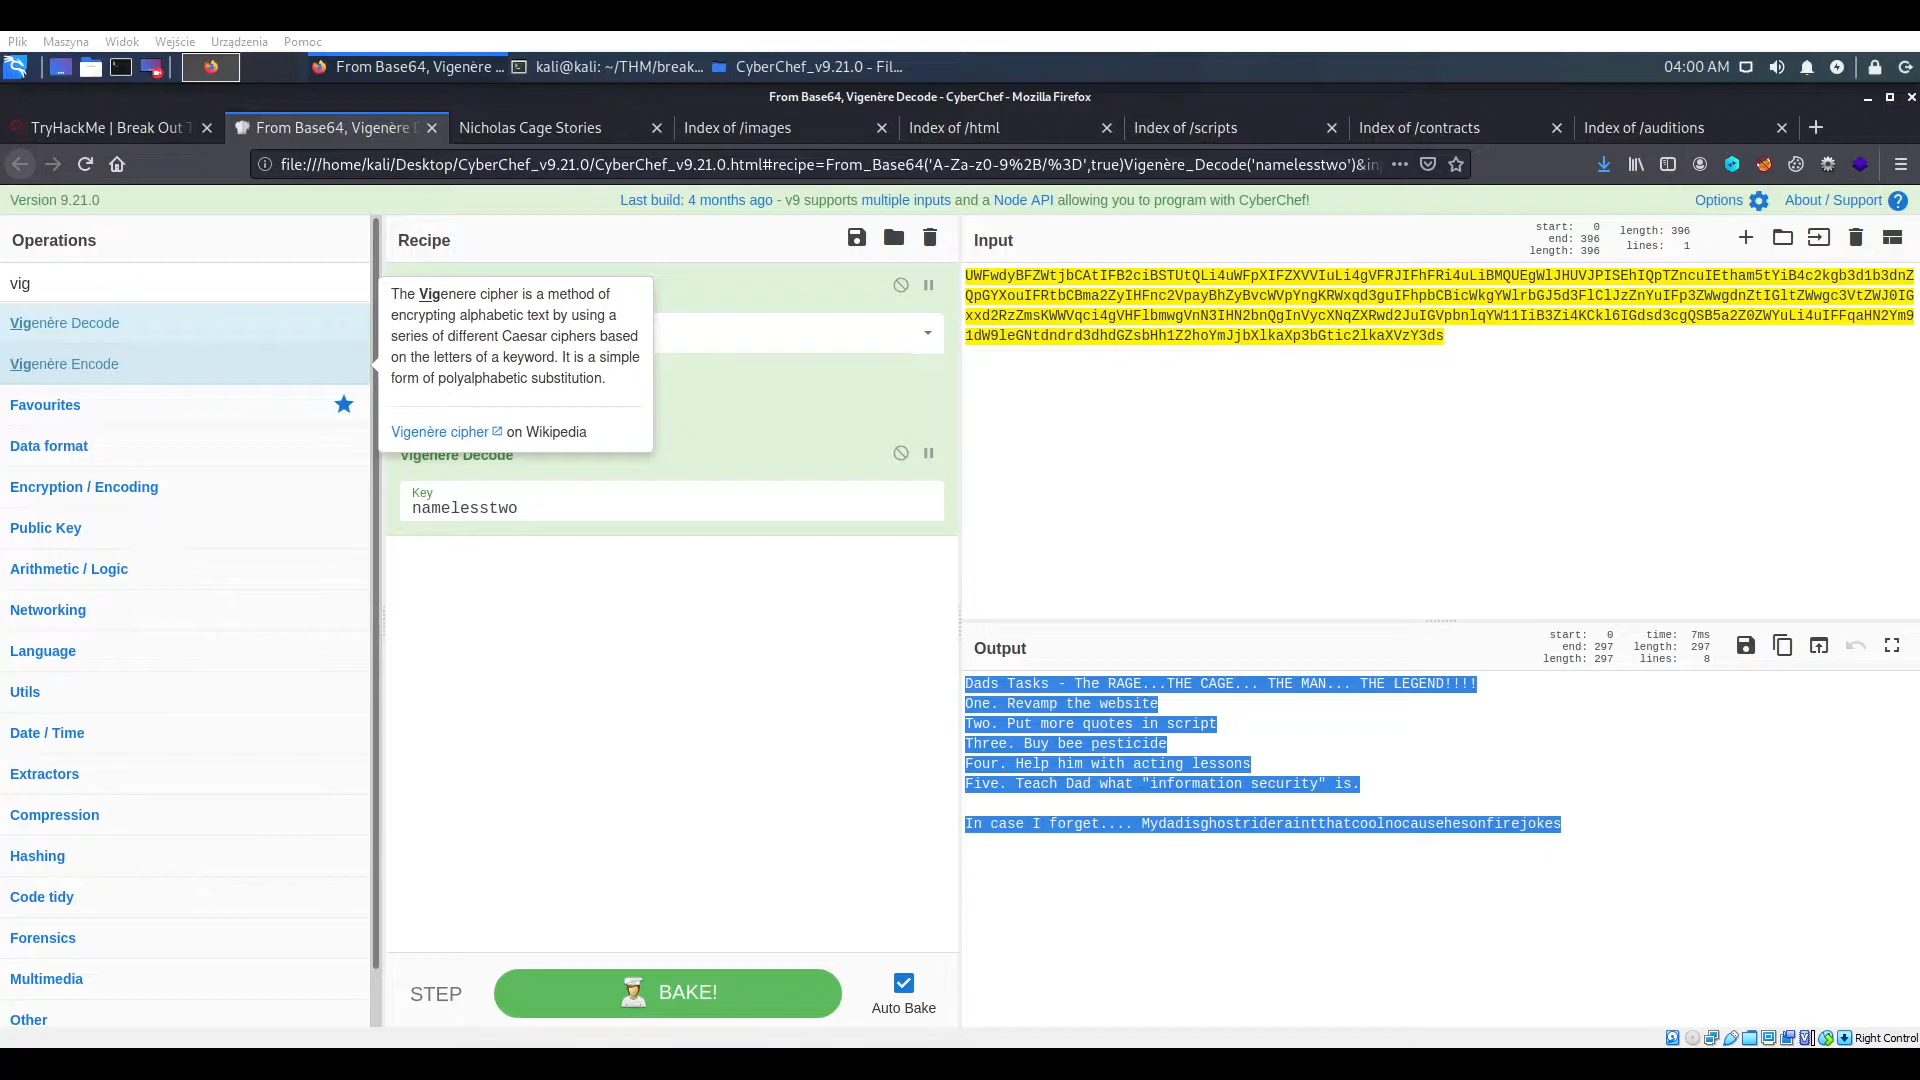 Plik Maszyna Widok Wejście Urządzenia Pomoc
From Base64, Vigenère ... kali@kali: ~/THM/break... CyberChef_v9.21.0 - Fil... 04:00 AM
From Base64, Vigenère Decode - CyberChef - Mozilla Firefox
TryHackMe | Break Out T From Base64, Vigenère D Nicholas Cage Stories Index of /images Index of /html Index of /scripts Index of /contracts Index of /auditions
file:///home/kali/Desktop/CyberChef_v9.21.0/CyberChef_v9.21.0.html#recipe=From_Base64('A-Za-z0-9%2B/%3D',true)Vigenère_Decode('namelesstwo')&in
Version 9.21.0 Last build: 4 months ago - v9 supports multiple inputs and a Node API allowing you to program with CyberChef! Options About / Support
Operations
vig
Vigenère Decode
Vigenère Encode
Favourites
Data format
Encryption / Encoding
Public Key
Arithmetic / Logic
Networking
Language
Utils
Date / Time
Extractors
Compression
Hashing
Code tidy
Forensics
Multimedia
Other
Recipe
The Vigenere cipher is a method of
encrypting alphabetic text by using a
series of different Caesar ciphers based
on the letters of a keyword. It is a simple
form of polyalphabetic substitution.
Vigenère cipher on Wikipedia
Vigenère Decode
Key
namelesstwo
STEP BAKE! Auto Bake
Input
start: 0
end: 396
length: 396
length: 396
lines: 1
UWFwdyBFZWtjbCAtIFB2ciBSTUtQLi4uWFpXIFZXVVIuLi4gVFRJIFhFRi4uLiBMQUEgWlJHUVJPISEhIQpTZncuIEtham5tYiB4c2kgb3d1b3dnZ
QpGYXouIFRtbCBma2ZyIHFnc2VpayBhZyBvcWVpYngKRWxqd3guIFhpbCBicWkgYWlrbGJ5d3FlClJzZnYuIFp3ZWwgdnZtIGltZWwgc3VtZWJ0IG
xxd2RzZmsKWWVqci4gVHFlbmwgVnN3IHN2bnQgInVycXNqZXRwd2JuIGVpbnlqYW11IiB3Zi4KCkl6IGdsd3cgQSB5a2Z0ZWYuLi4uIFFqaHN2Ym9
1dW9leGNtdndrd3dhdGZsbHh1Z2hoYmJjbXlkaXp3bGtic2lkaXVzY3ds
Output
start: 0
end: 297
length: 297
time: 7ms
length: 297
lines: 8
Dads Tasks - The RAGE...THE CAGE... THE MAN... THE LEGEND!!!!
One. Revamp the website
Two. Put more quotes in script
Three. Buy bee pesticide
Four. Help him with acting lessons
Five. Teach Dad what "information security" is.
In case I forget.... Mydadisghostrideraintthatcoolnocausehesonfirejokes
Right Control